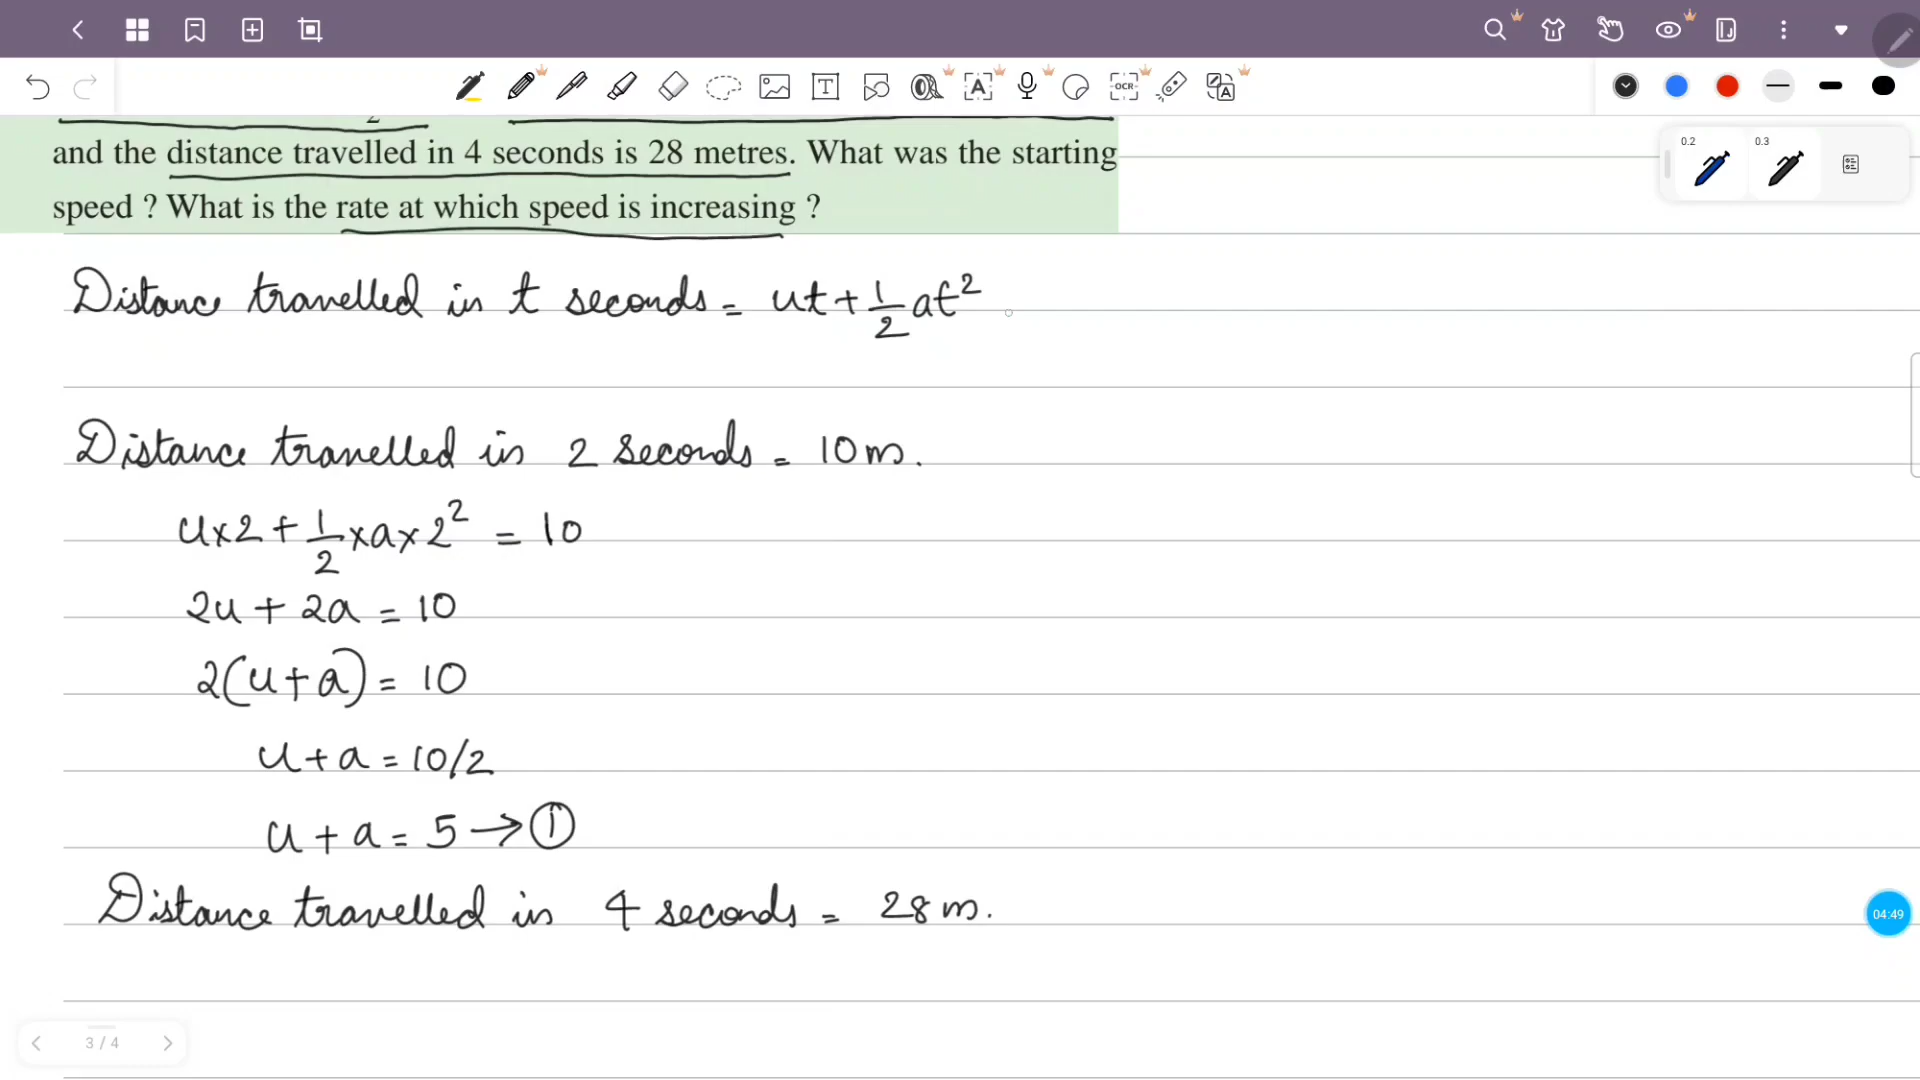 OCR
A
T
A
0.2
0.3
and the distance travelled in 4 seconds is 28 metres. What was the starting
speed ? What is the rate at which speed is increasing ?
Distance travelled in t seconds = ut + 1/2 at²
Distance travelled in 2 seconds = 10m.
u×2 + 1/2 ×a×2² = 10
2u + 2a = 10
2(u+a) = 10
u+a = 10/2
u + a = 5 → ①
Distance travelled in 4 seconds = 28 m.
04:49
3 / 4